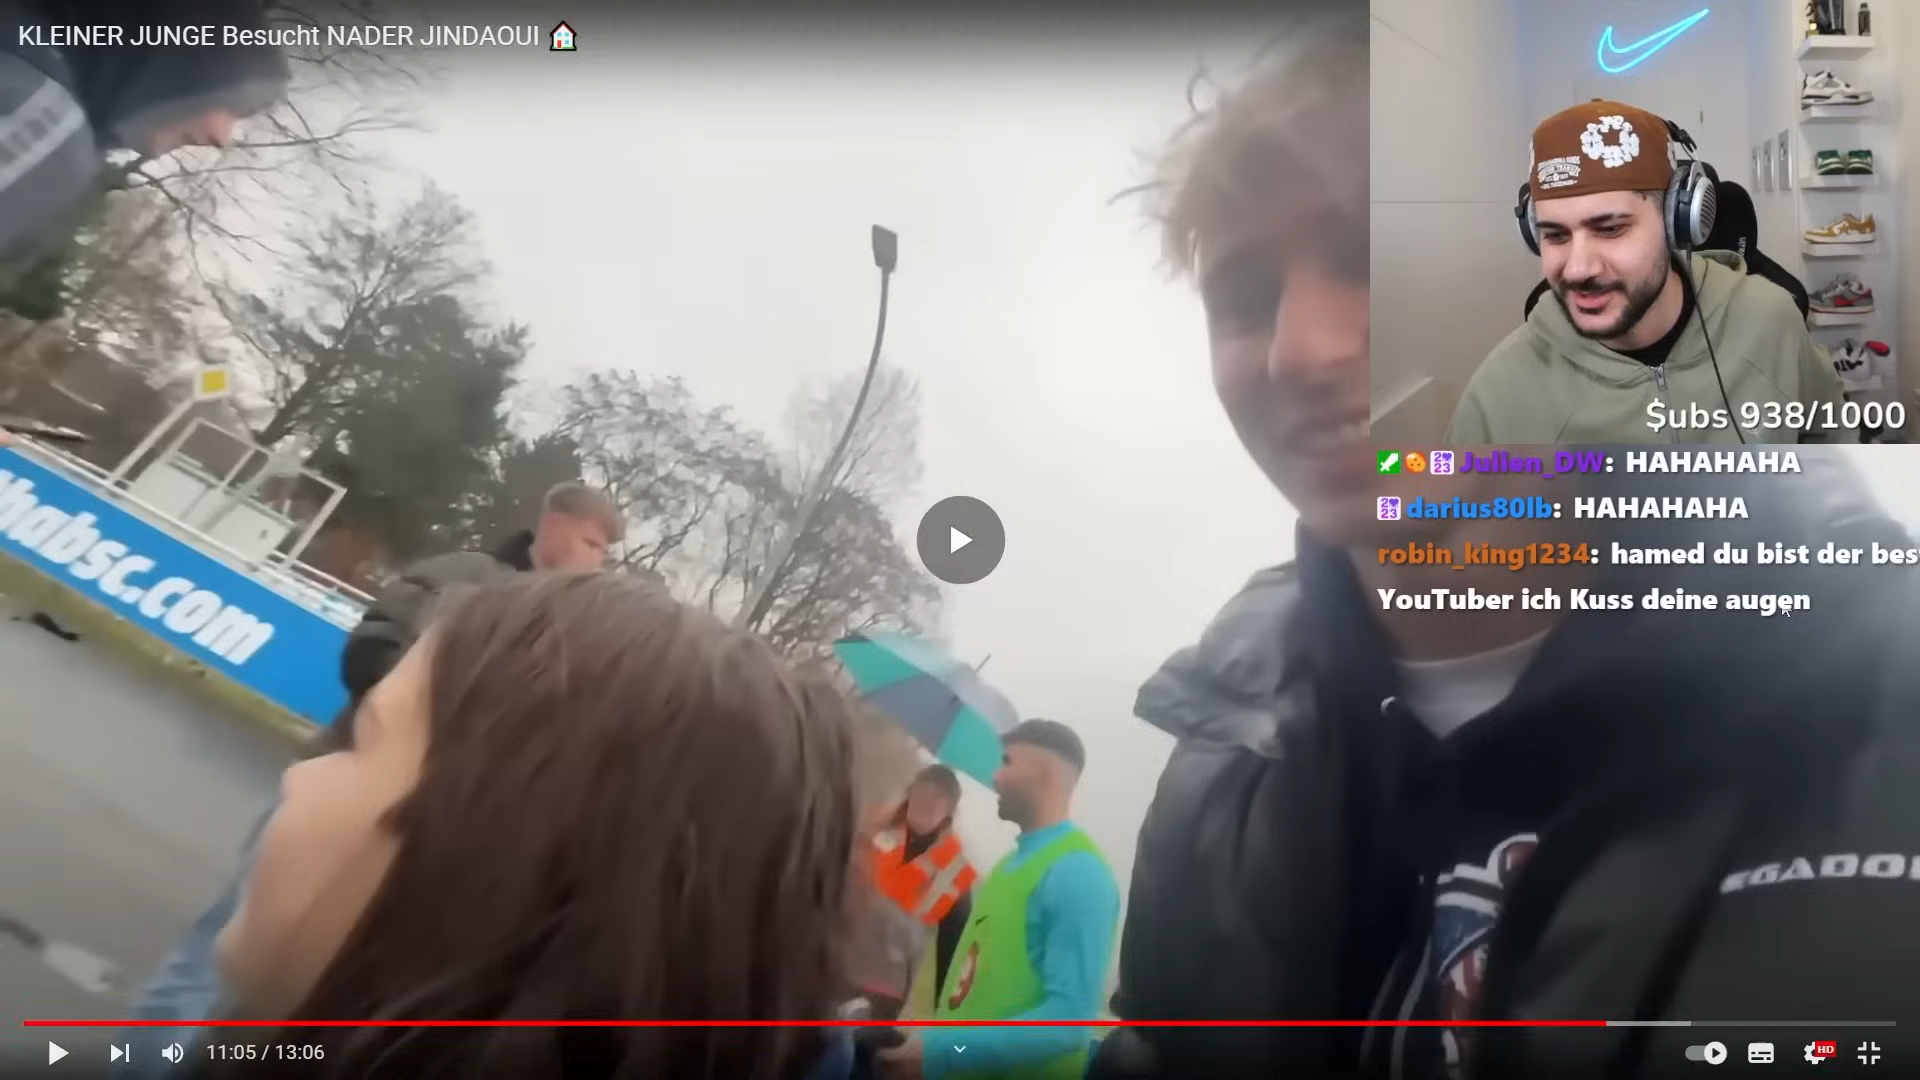 KLEINER JUNGE Besucht NADER JINDAOUI
$ubs 938/1000
Julien_DW: HAHAHAHA
darius80lb: HAHAHAHA
robin_king1234: hamed du bist der bes
YouTuber ich Kuss deine augen
habsc.com
11:05 / 13:06
HD